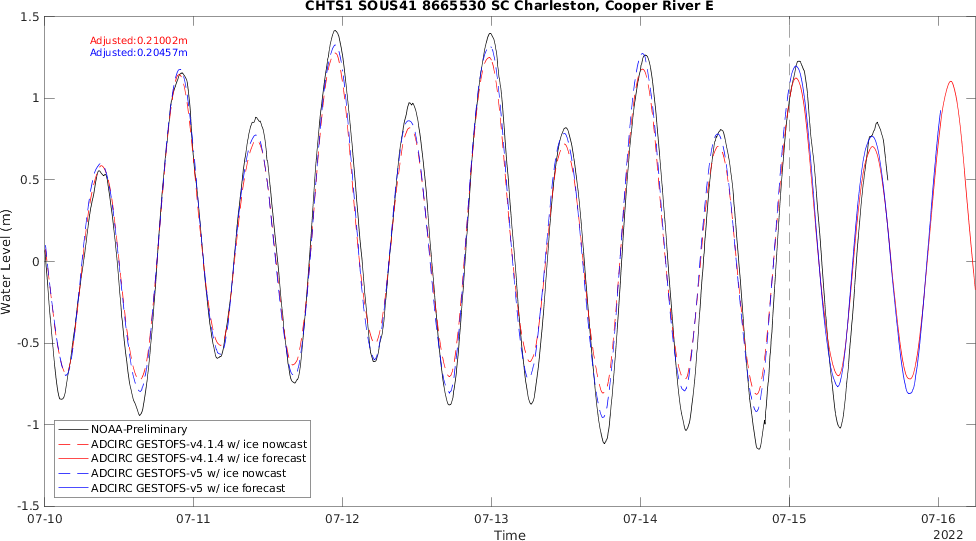 CHTS1 SOUS41 8665530 SC Charleston, Cooper River E
Adjusted:0.21002m
Adjusted:0.20457m
1.5
1
0.5
0
-0.5
-1
-1.5
Water Level (m)
NOAA-Preliminary
ADCIRC GESTOFS-v4.1.4 w/ ice nowcast
ADCIRC GESTOFS-v4.1.4 w/ ice forecast
ADCIRC GESTOFS-v5 w/ ice nowcast
ADCIRC GESTOFS-v5 w/ ice forecast
07-10 07-11 07-12 07-13 07-14 07-15 07-16
Time
2022